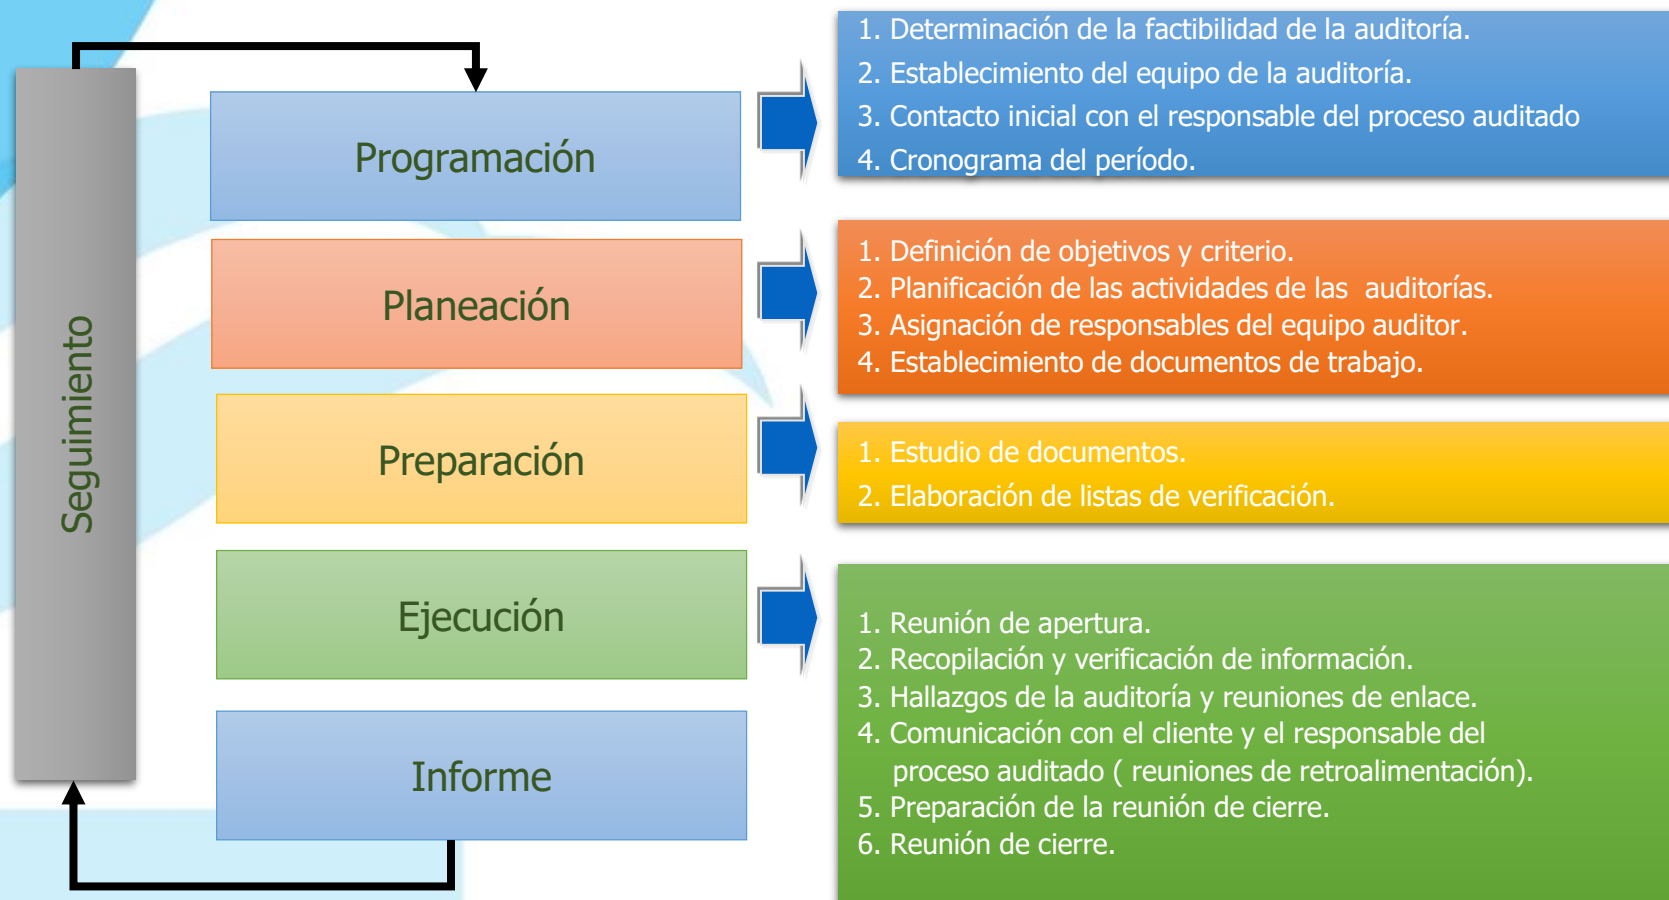 Seguimiento
Programación
1. Determinación de la factibilidad de la auditoría.
2. Establecimiento del equipo de la auditoría.
3. Contacto inicial con el responsable del proceso auditado
4. Cronograma del período.
Planeación
1. Definición de objetivos y criterio.
2. Planificación de las actividades de las  auditorías.
3. Asignación de responsables del equipo auditor.
4. Establecimiento de documentos de trabajo.
Preparación
1. Estudio de documentos.
2. Elaboración de listas de verificación.
Ejecución
1. Reunión de apertura.
2. Recopilación y verificación de información.
3. Hallazgos de la auditoría y reuniones de enlace.
4. Comunicación con el cliente y el responsable del
proceso auditado ( reuniones de retroalimentación).
5. Preparación de la reunión de cierre.
6. Reunión de cierre.
Informe